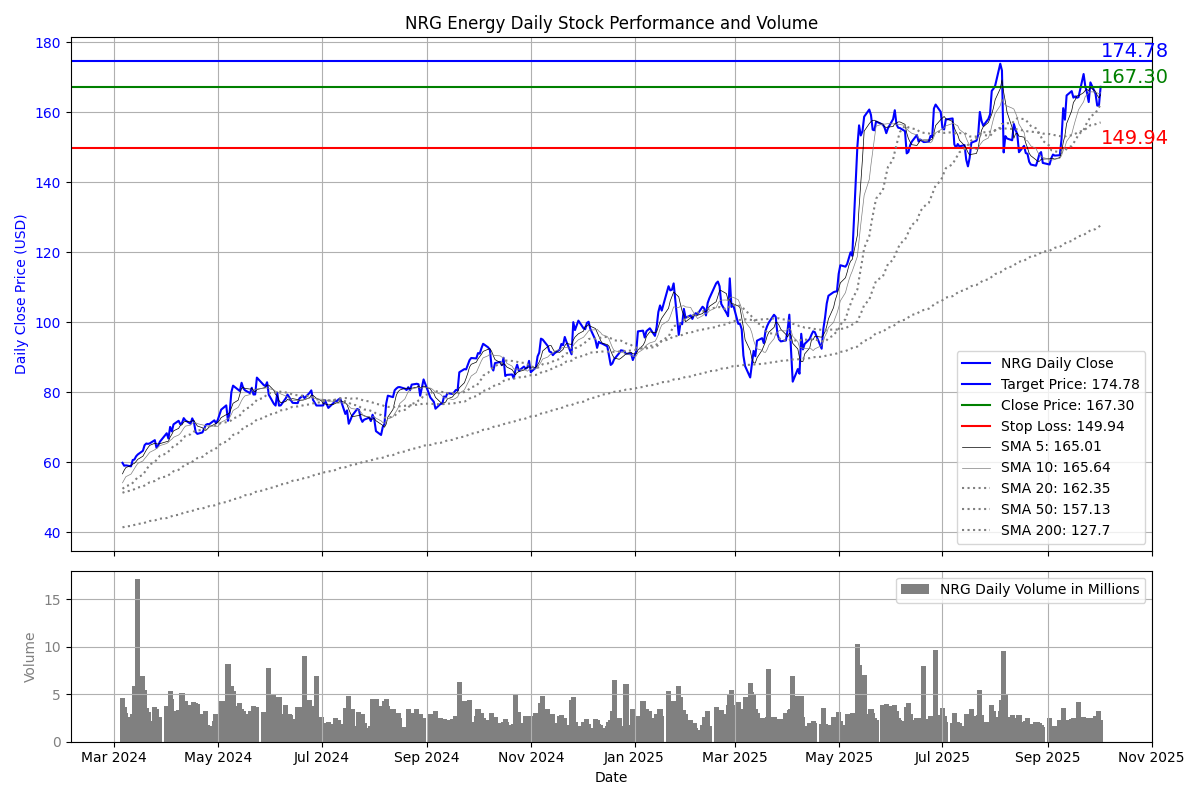 NRG Energy Daily Stock Performance and Volume
180
160
140
120
100
80
60
40
Daily Close Price (USD)
174.78
167.30
149.94
NRG Daily Close
Target Price: 174.78
Close Price: 167.30
Stop Loss: 149.94
SMA 5: 165.01
SMA 10: 165.64
SMA 20: 162.35
SMA 50: 157.13
SMA 200: 127.7
15
10
5
0
Volume
NRG Daily Volume in Millions
Mar 2024 May 2024 Jul 2024 Sep 2024 Nov 2024 Jan 2025 Mar 2025 May 2025 Jul 2025 Sep 2025 Nov 2025
Date